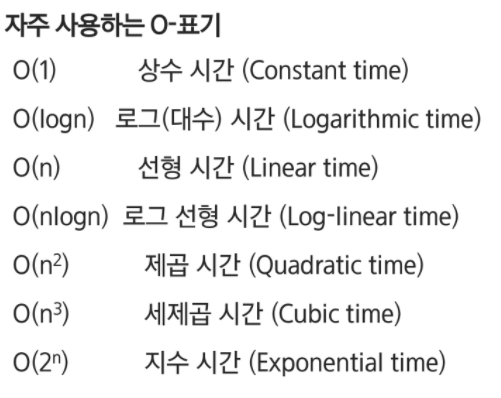 자주 사용하는 O-표기
O(1) 상수 시간 (Constant time)
O(logn) 로그(대수) 시간 (Logarithmic time)
O(n) 선형 시간 (Linear time)
O(nlogn) 로그 선형 시간 (Log-linear time)
O(n²) 제곱 시간 (Quadratic time)
O(n³) 세제곱 시간 (Cubic time)
O(2ⁿ) 지수 시간 (Exponential time)